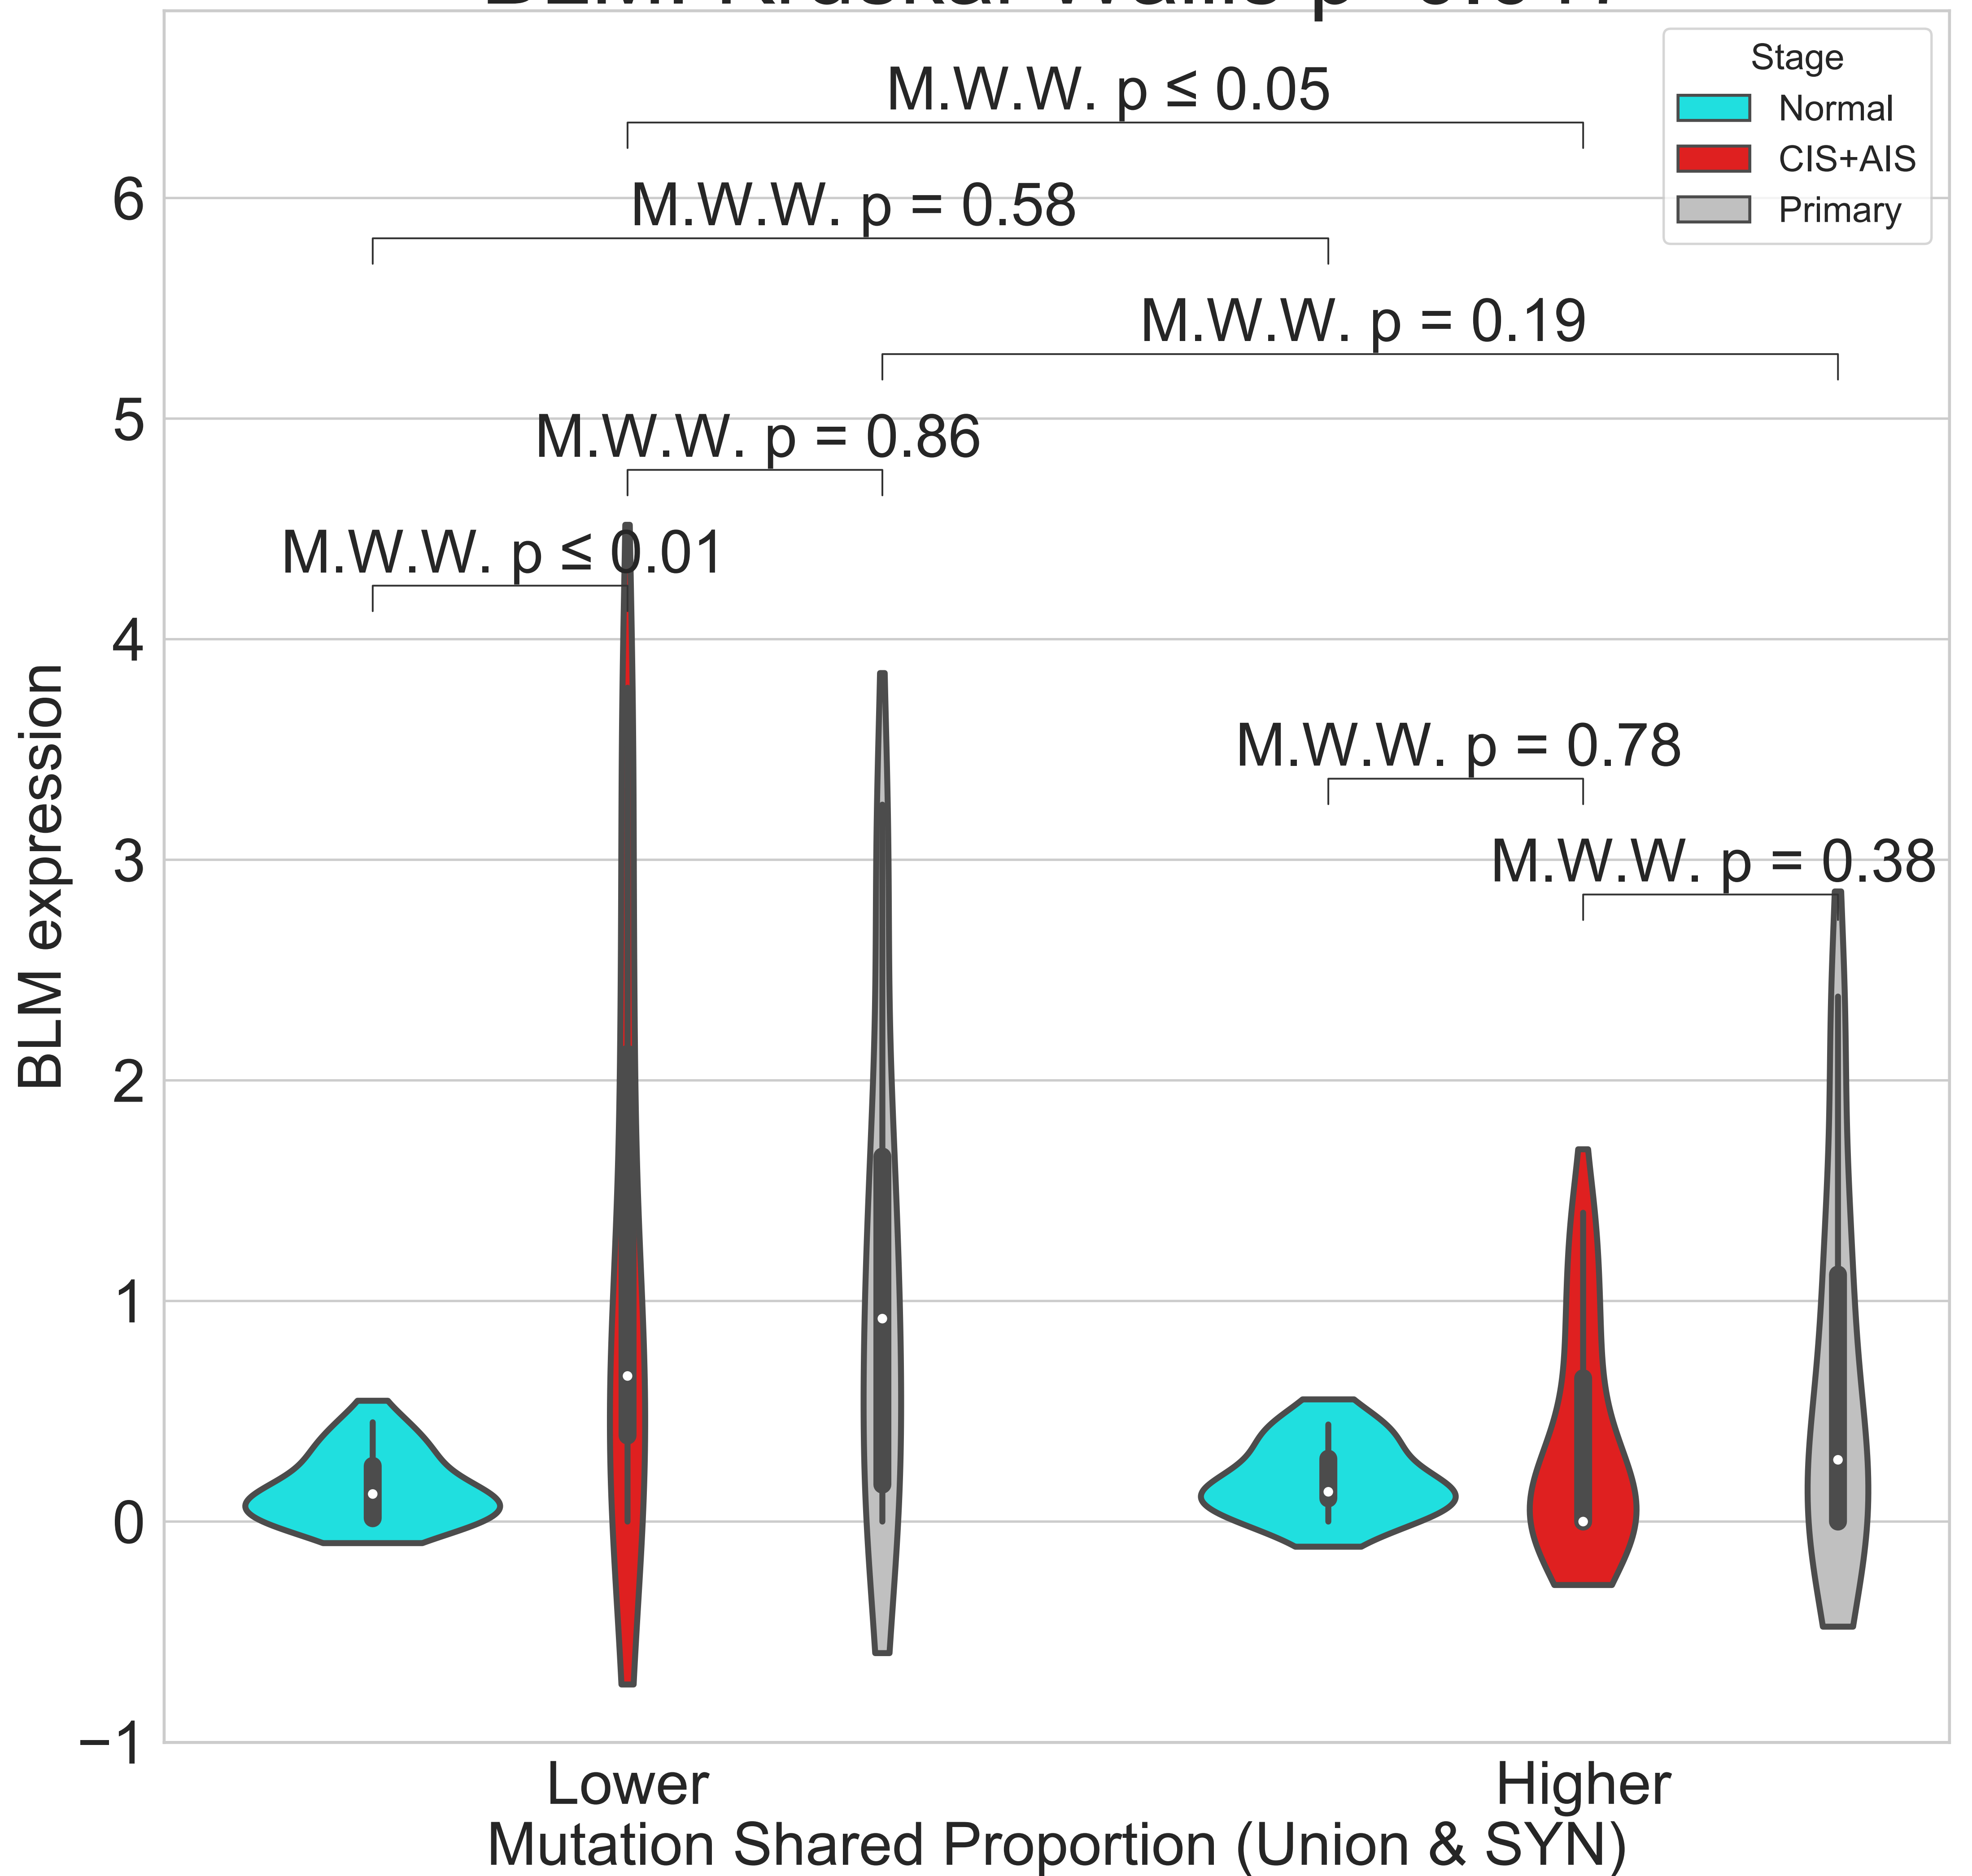 M.W.W. p ≤ 0.05
Stage
Normal
CIS+AIS
Primary
M.W.W. p = 0.58
M.W.W. p = 0.19
M.W.W. p = 0.86
M.W.W. p ≤ 0.01
M.W.W. p = 0.78
M.W.W. p = 0.38
6
5
4
3
2
1
0
−1
BLM expression
Lower
Higher
Mutation Shared Proportion (Union & SYN)